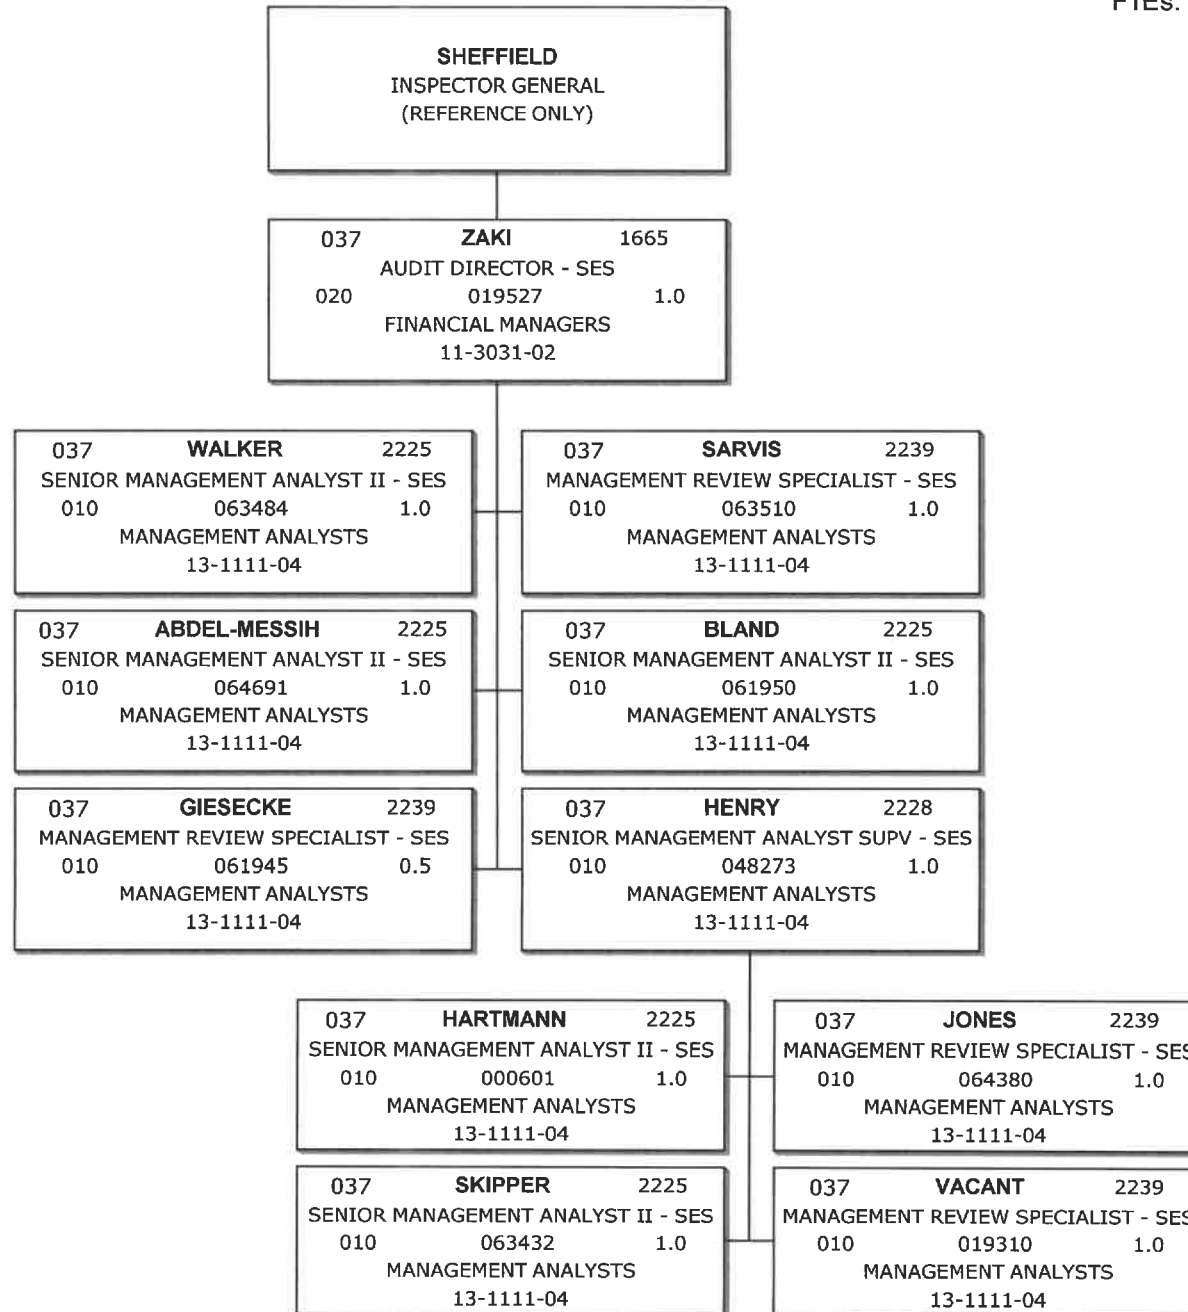 FTEs:
SHEFFIELD
INSPECTOR GENERAL
(REFERENCE ONLY)
037 ZAKI 1665
AUDIT DIRECTOR - SES
020 019527 1.0
FINANCIAL MANAGERS
11-3031-02
037 WALKER 2225
SENIOR MANAGEMENT ANALYST II - SES
010 063484 1.0
MANAGEMENT ANALYSTS
13-1111-04
037 SARVIS 2239
MANAGEMENT REVIEW SPECIALIST - SES
010 063510 1.0
MANAGEMENT ANALYSTS
13-1111-04
037 ABDEL-MESSIH 2225
SENIOR MANAGEMENT ANALYST II - SES
010 064691 1.0
MANAGEMENT ANALYSTS
13-1111-04
037 BLAND 2225
SENIOR MANAGEMENT ANALYST II - SES
010 061950 1.0
MANAGEMENT ANALYSTS
13-1111-04
037 GIESECKE 2239
MANAGEMENT REVIEW SPECIALIST - SES
010 061945 0.5
MANAGEMENT ANALYSTS
13-1111-04
037 HENRY 2228
SENIOR MANAGEMENT ANALYST SUPV - SES
010 048273 1.0
MANAGEMENT ANALYSTS
13-1111-04
037 HARTMANN 2225
SENIOR MANAGEMENT ANALYST II - SES
010 000601 1.0
MANAGEMENT ANALYSTS
13-1111-04
037 JONES 2239
MANAGEMENT REVIEW SPECIALIST - SES
010 064380 1.0
MANAGEMENT ANALYSTS
13-1111-04
037 SKIPPER 2225
SENIOR MANAGEMENT ANALYST II - SES
010 063432 1.0
MANAGEMENT ANALYSTS
13-1111-04
037 VACANT 2239
MANAGEMENT REVIEW SPECIALIST - SES
010 019310 1.0
MANAGEMENT ANALYSTS
13-1111-04